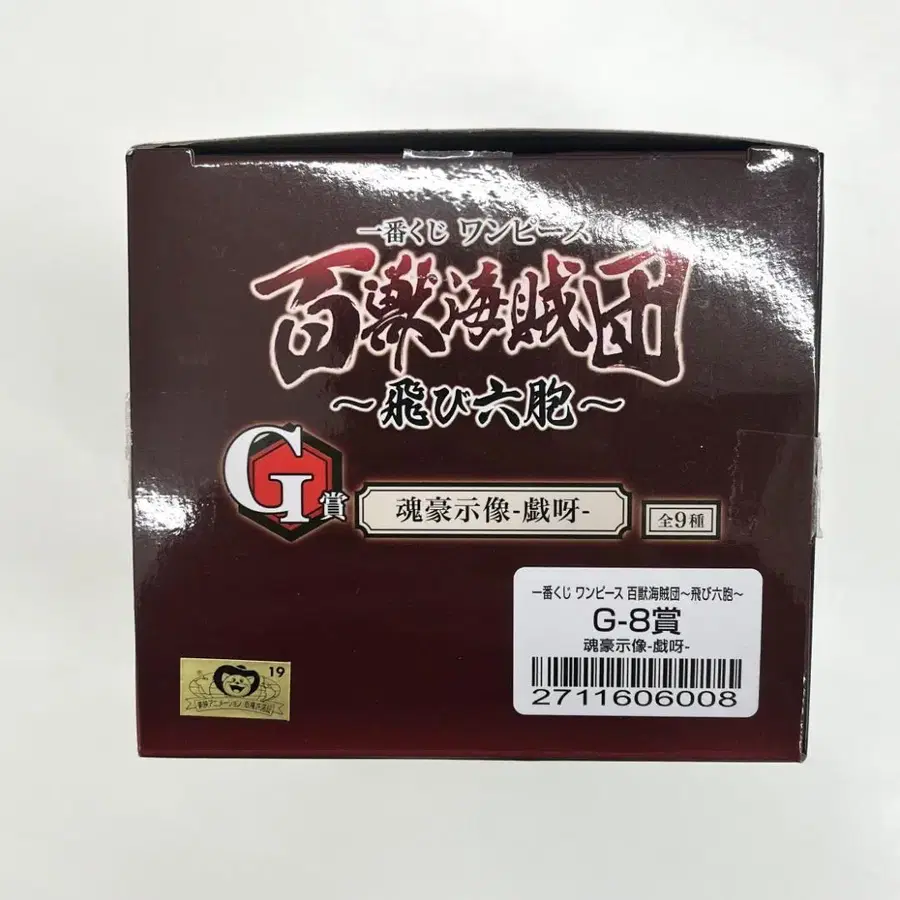 一番くじ ワンピース
百獣海賊団
～飛び六胞～
G賞
魂豪示像-戯呀-
全9種
一番くじ ワンピース 百獣海賊団～飛び六胞～
G-8賞
魂豪示像-戯呀-
2711606008
19